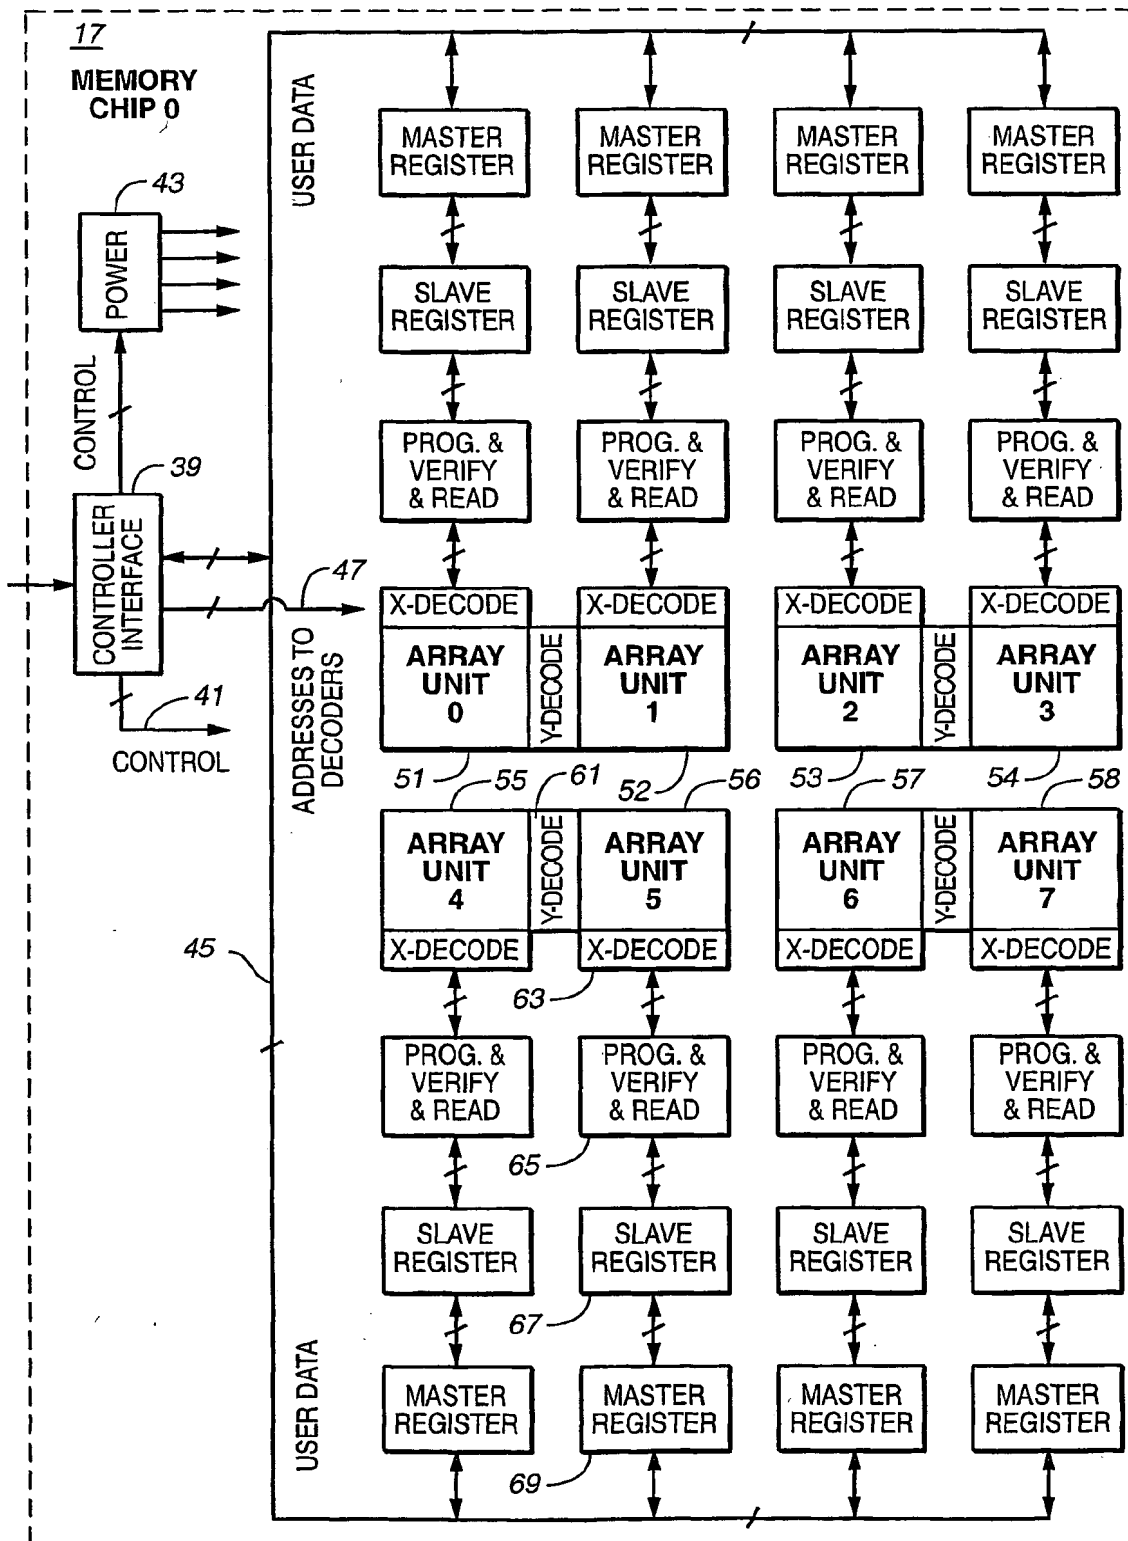 17
MEMORY
CHIP 0
43
POWER
CONTROL
39
CONTROLLER
INTERFACE
41
CONTROL
47
ADDRESSES TO
DECODERS
45
USER DATA
MASTER
REGISTER
MASTER
REGISTER
MASTER
REGISTER
MASTER
REGISTER
SLAVE
REGISTER
SLAVE
REGISTER
SLAVE
REGISTER
SLAVE
REGISTER
PROG. &
VERIFY
& READ
PROG. &
VERIFY
& READ
PROG. &
VERIFY
& READ
PROG. &
VERIFY
& READ
X-DECODE
X-DECODE
X-DECODE
X-DECODE
ARRAY
UNIT
0
Y-DECODE
ARRAY
UNIT
1
ARRAY
UNIT
2
Y-DECODE
ARRAY
UNIT
3
51
55
61
52
56
53
57
54
58
ARRAY
UNIT
4
Y-DECODE
ARRAY
UNIT
5
ARRAY
UNIT
6
Y-DECODE
ARRAY
UNIT
7
X-DECODE
X-DECODE
X-DECODE
X-DECODE
63
PROG. &
VERIFY
& READ
PROG. &
VERIFY
& READ
PROG. &
VERIFY
& READ
PROG. &
VERIFY
& READ
65
SLAVE
REGISTER
SLAVE
REGISTER
SLAVE
REGISTER
SLAVE
REGISTER
67
USER DATA
MASTER
REGISTER
MASTER
REGISTER
MASTER
REGISTER
MASTER
REGISTER
69